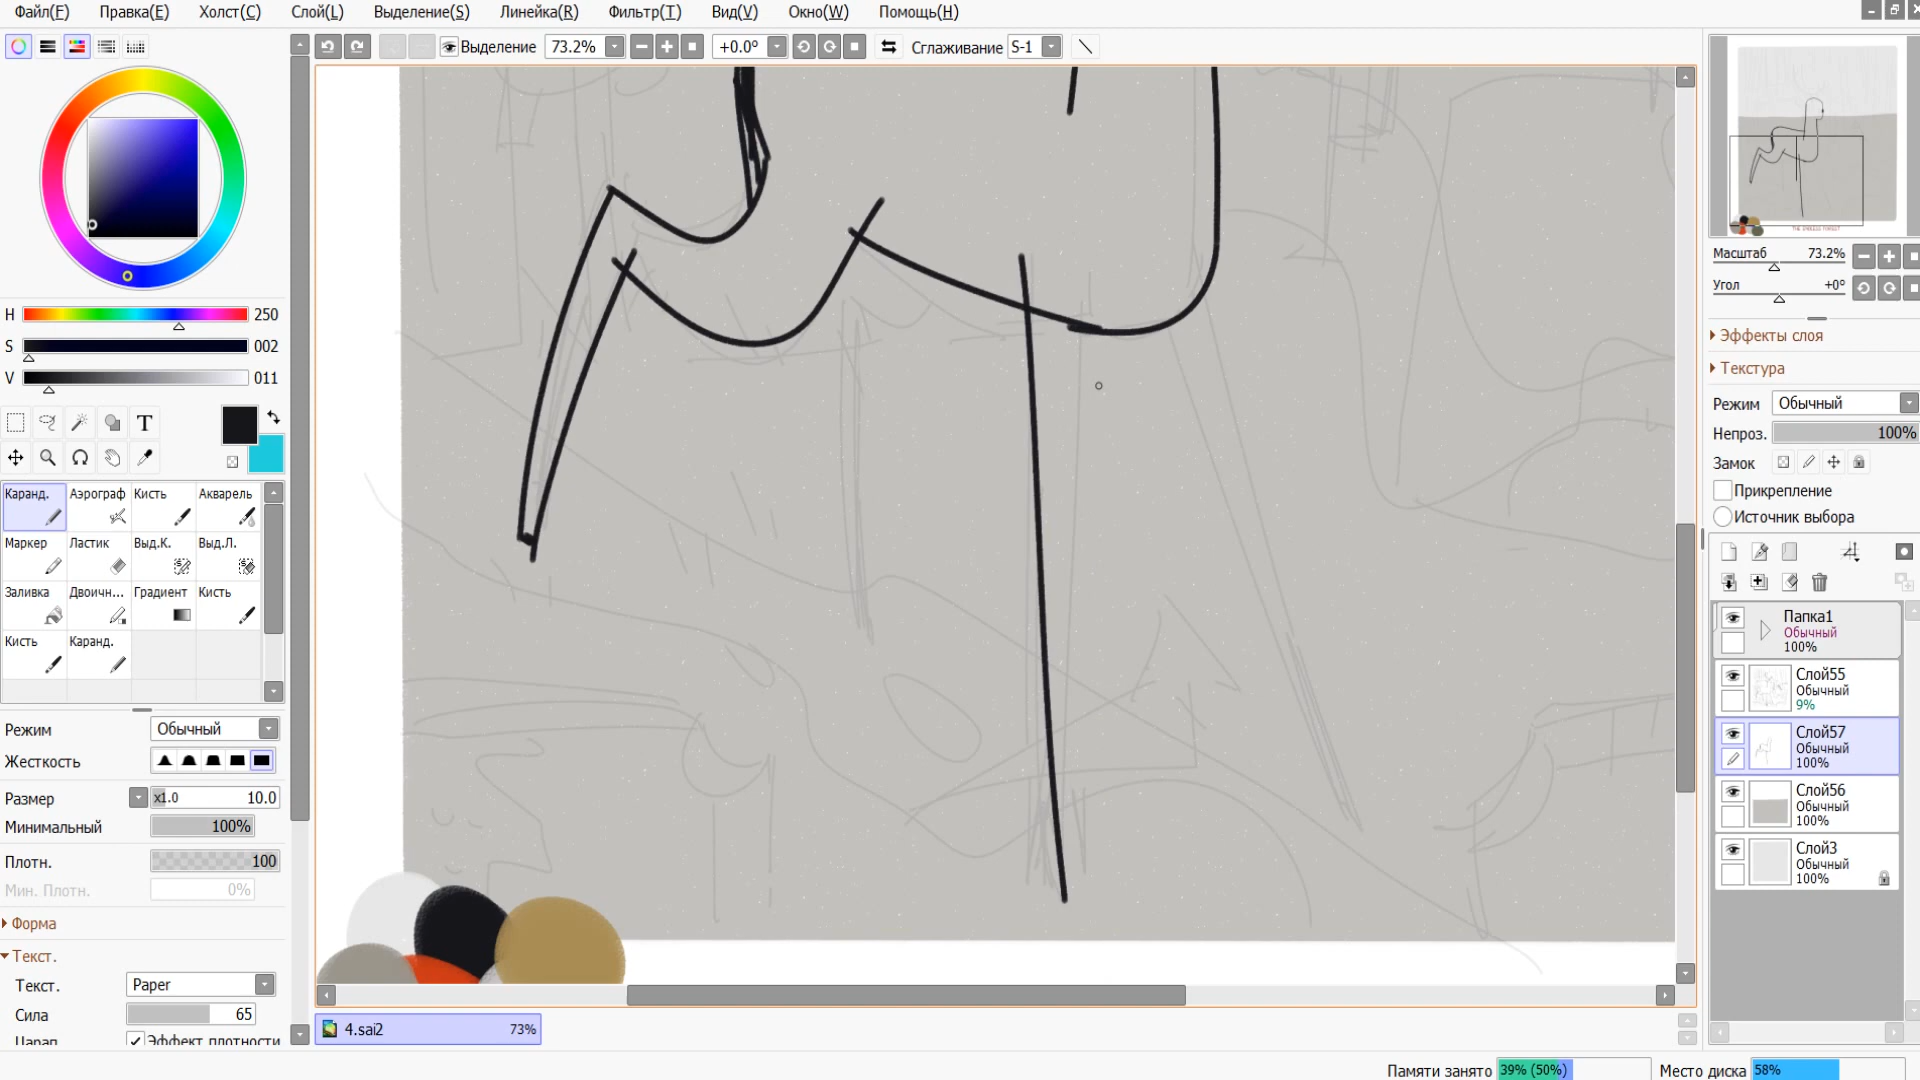 Файл(F) Правка(E) Холст(C) Слой(L) Выделение(S) Линейка(R) Фильтр(T) Вид(V) Окно(W) Помощь(H)
Выделение 73.2% +0.0° Сглаживание S-1
H 250
S 002
V 011
T
Каранд. Аэрограф Кисть Акварель
Маркер Ластик Выд.К. Выд.Л.
Заливка Двоичн... Градиент Кисть
Кисть Каранд.
Режим Обычный
Жесткость
Размер x1.0 10.0
Минимальный 100%
Плотн. 100
Мин. Плотн. 0%
Форма
Текст.
Текст. Paper
Сила 65
Царап. Эффект плотности
4.sai2 73%
THE ENDLESS FOREST
Масштаб 73.2%
Угол +0°
Эффекты слоя
Текстура
Режим Обычный
Непроз. 100%
Замок
Прикрепление
Источник выбора
Папка1
Обычный
100%
Слой55
Обычный
9%
Слой57
Обычный
100%
Слой56
Обычный
100%
Слой3
Обычный
100%
Памяти занято 39% (50%) Место диска 58%